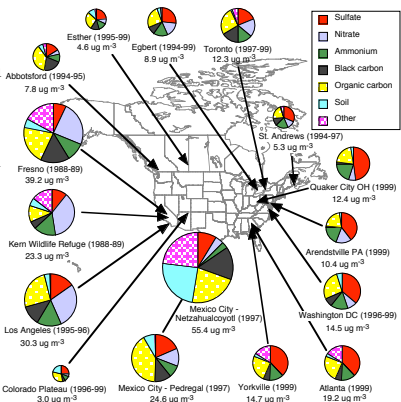 Esther (1995-99)
4.6 ug m-3
Egbert (1994-99)
8.9 ug m-3
Toronto (1997-99)
12.3 ug m-3
Sulfate
Nitrate
Ammonium
Black carbon
Organic carbon
Soil
Other
Abbotsford (1994-95)
7.8 ug m-3
St. Andrews (1994-97)
5.3 ug m-3
Fresno (1988-89)
39.2 ug m-3
Quaker City OH (1999)
12.4 ug m-3
Kern Wildlife Refuge (1988-89)
23.3 ug m-3
Arendstville PA (1999)
10.4 ug m-3
Mexico City -
Netzahualcoyotl (1997)
55.4 ug m-3
Washington DC (1996-99)
14.5 ug m-3
Los Angeles (1995-96)
30.3 ug m-3
Colorado Plateau (1996-99)
3.0 ug m-3
Mexico City - Pedregal (1997)
24.6 ug m-3
Yorkville (1999)
14.7 ug m-3
Atlanta (1999)
19.2 ug m-3